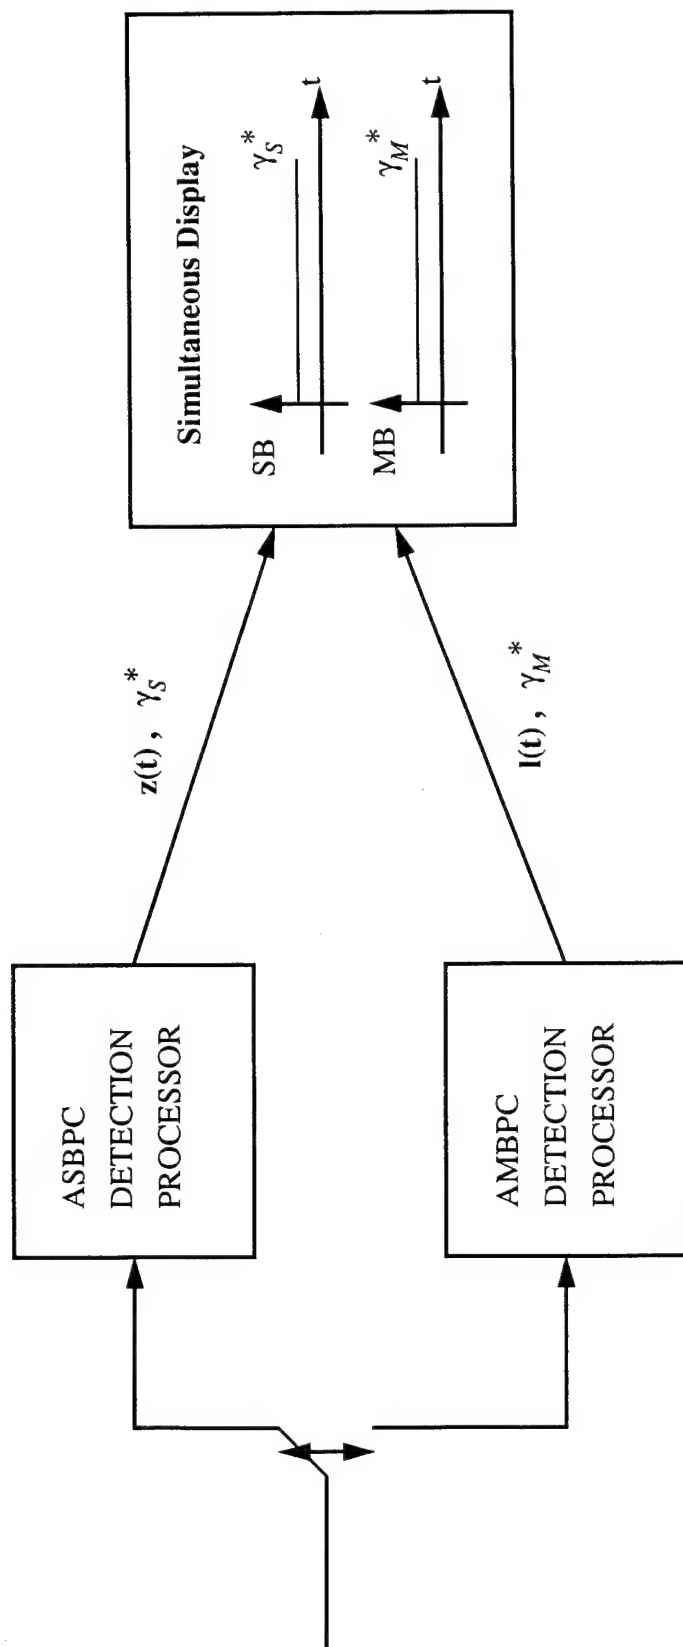 ASBPC
DETECTION
PROCESSOR
AMBPC
DETECTION
PROCESSOR
z(t) , γ_S^*
l(t) , γ_M^*
Simultaneous Display
SB
γ_S^*
t
MB
γ_M^*
t